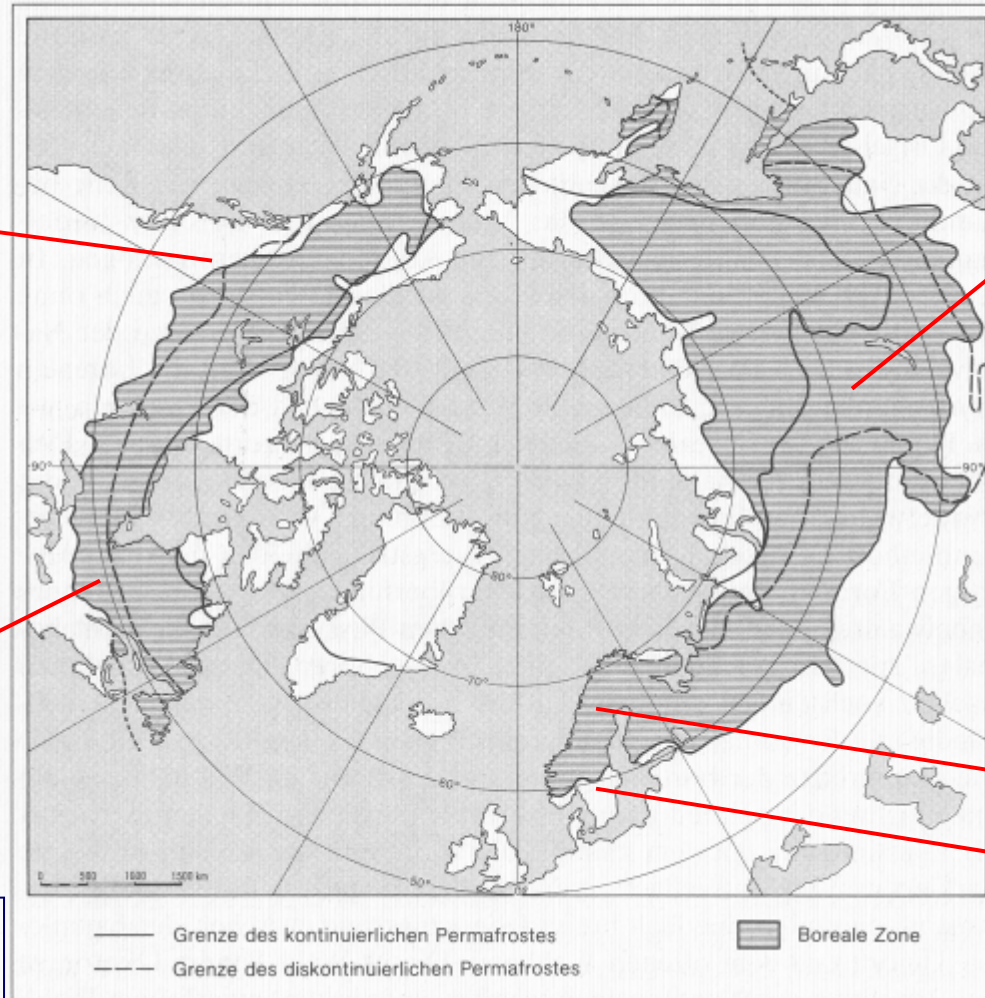 180°
90°
90°
80°
70°
60°
50°
0°
0 500 1000 1500 km
Grenze des kontinuierlichen Permafrostes
Boreale Zone
Grenze des diskontinuierlichen Permafrostes